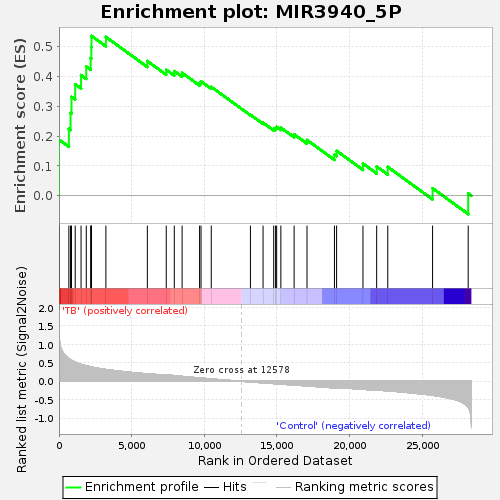 Enrichment plot: MIR3940_5P
Enrichment score (ES)
0.5
0.4
0.3
0.2
0.1
0.0
'TB' (positively correlated)
Ranked list metric (Signal2Noise)
2.0
1.5
1.0
0.5
0.0
-0.5
-1.0
Zero cross at 12578
'Control' (negatively correlated)
0 5,000 10,000 15,000 20,000 25,000
Rank in Ordered Dataset
Enrichment profile Hits Ranking metric scores